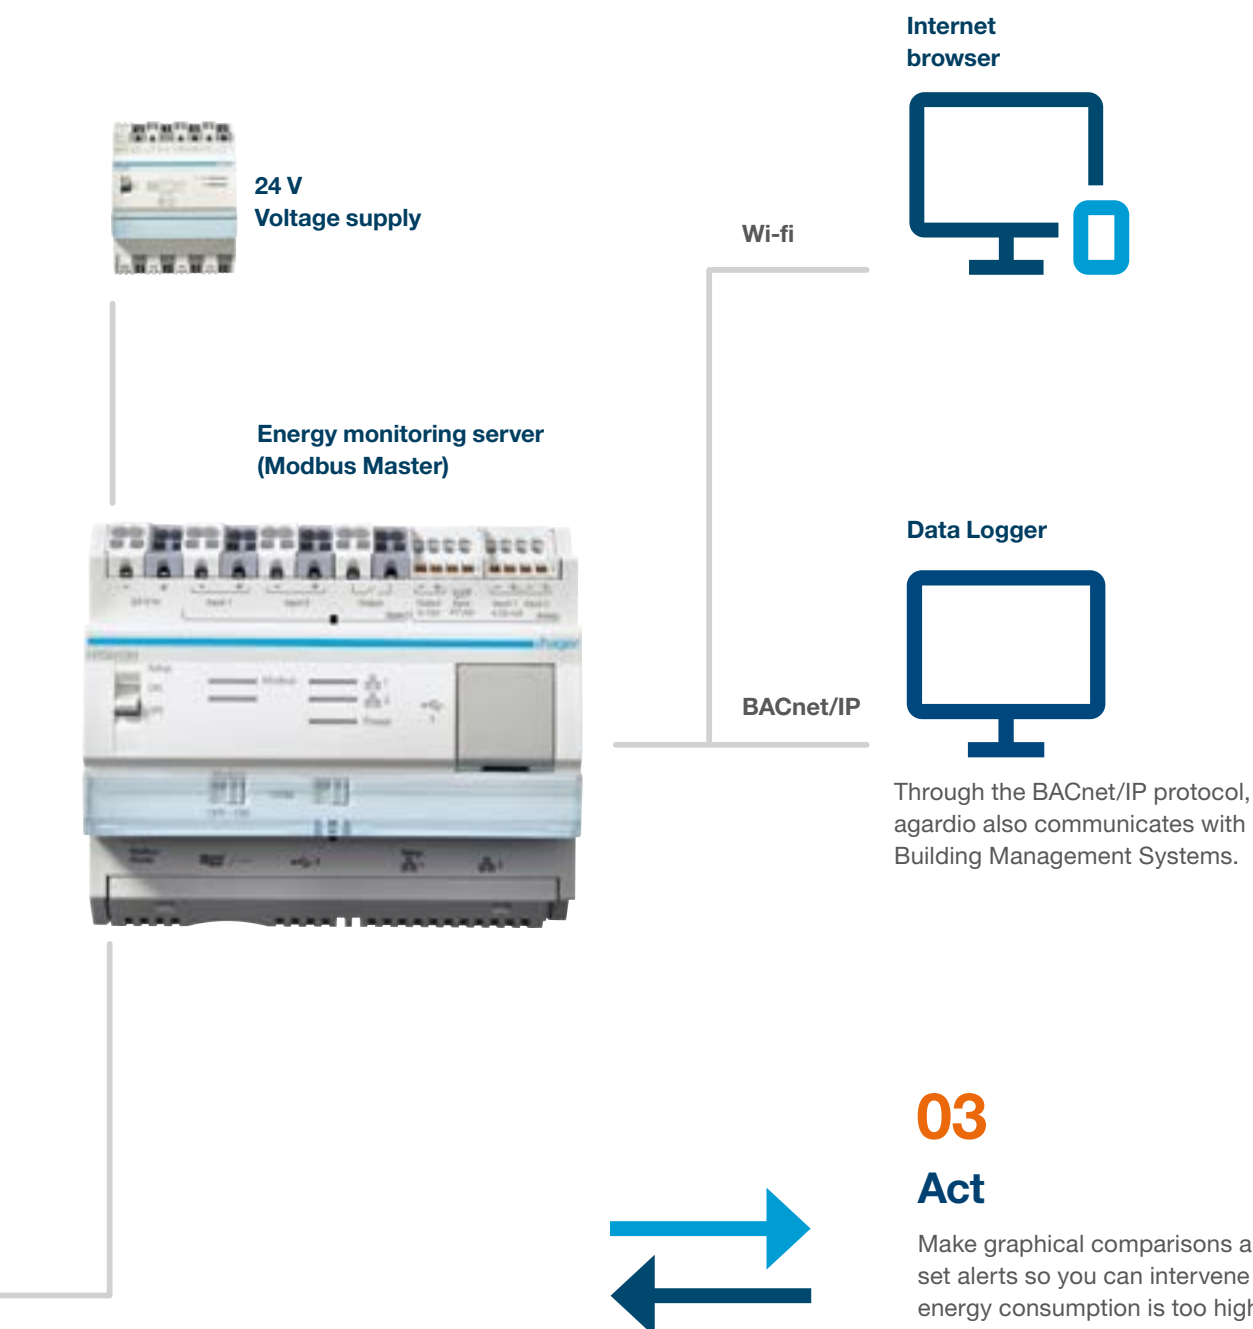 Internet
browser
24 V
Voltage supply
Wi-fi
Energy monitoring server
(Modbus Master)
:hager
Data Logger
BACnet/IP
Through the BACnet/IP protocol,
agardio also communicates with
Building Management Systems.
03
Act
Make graphical comparisons a
set alerts so you can intervene
energy consumption is too high